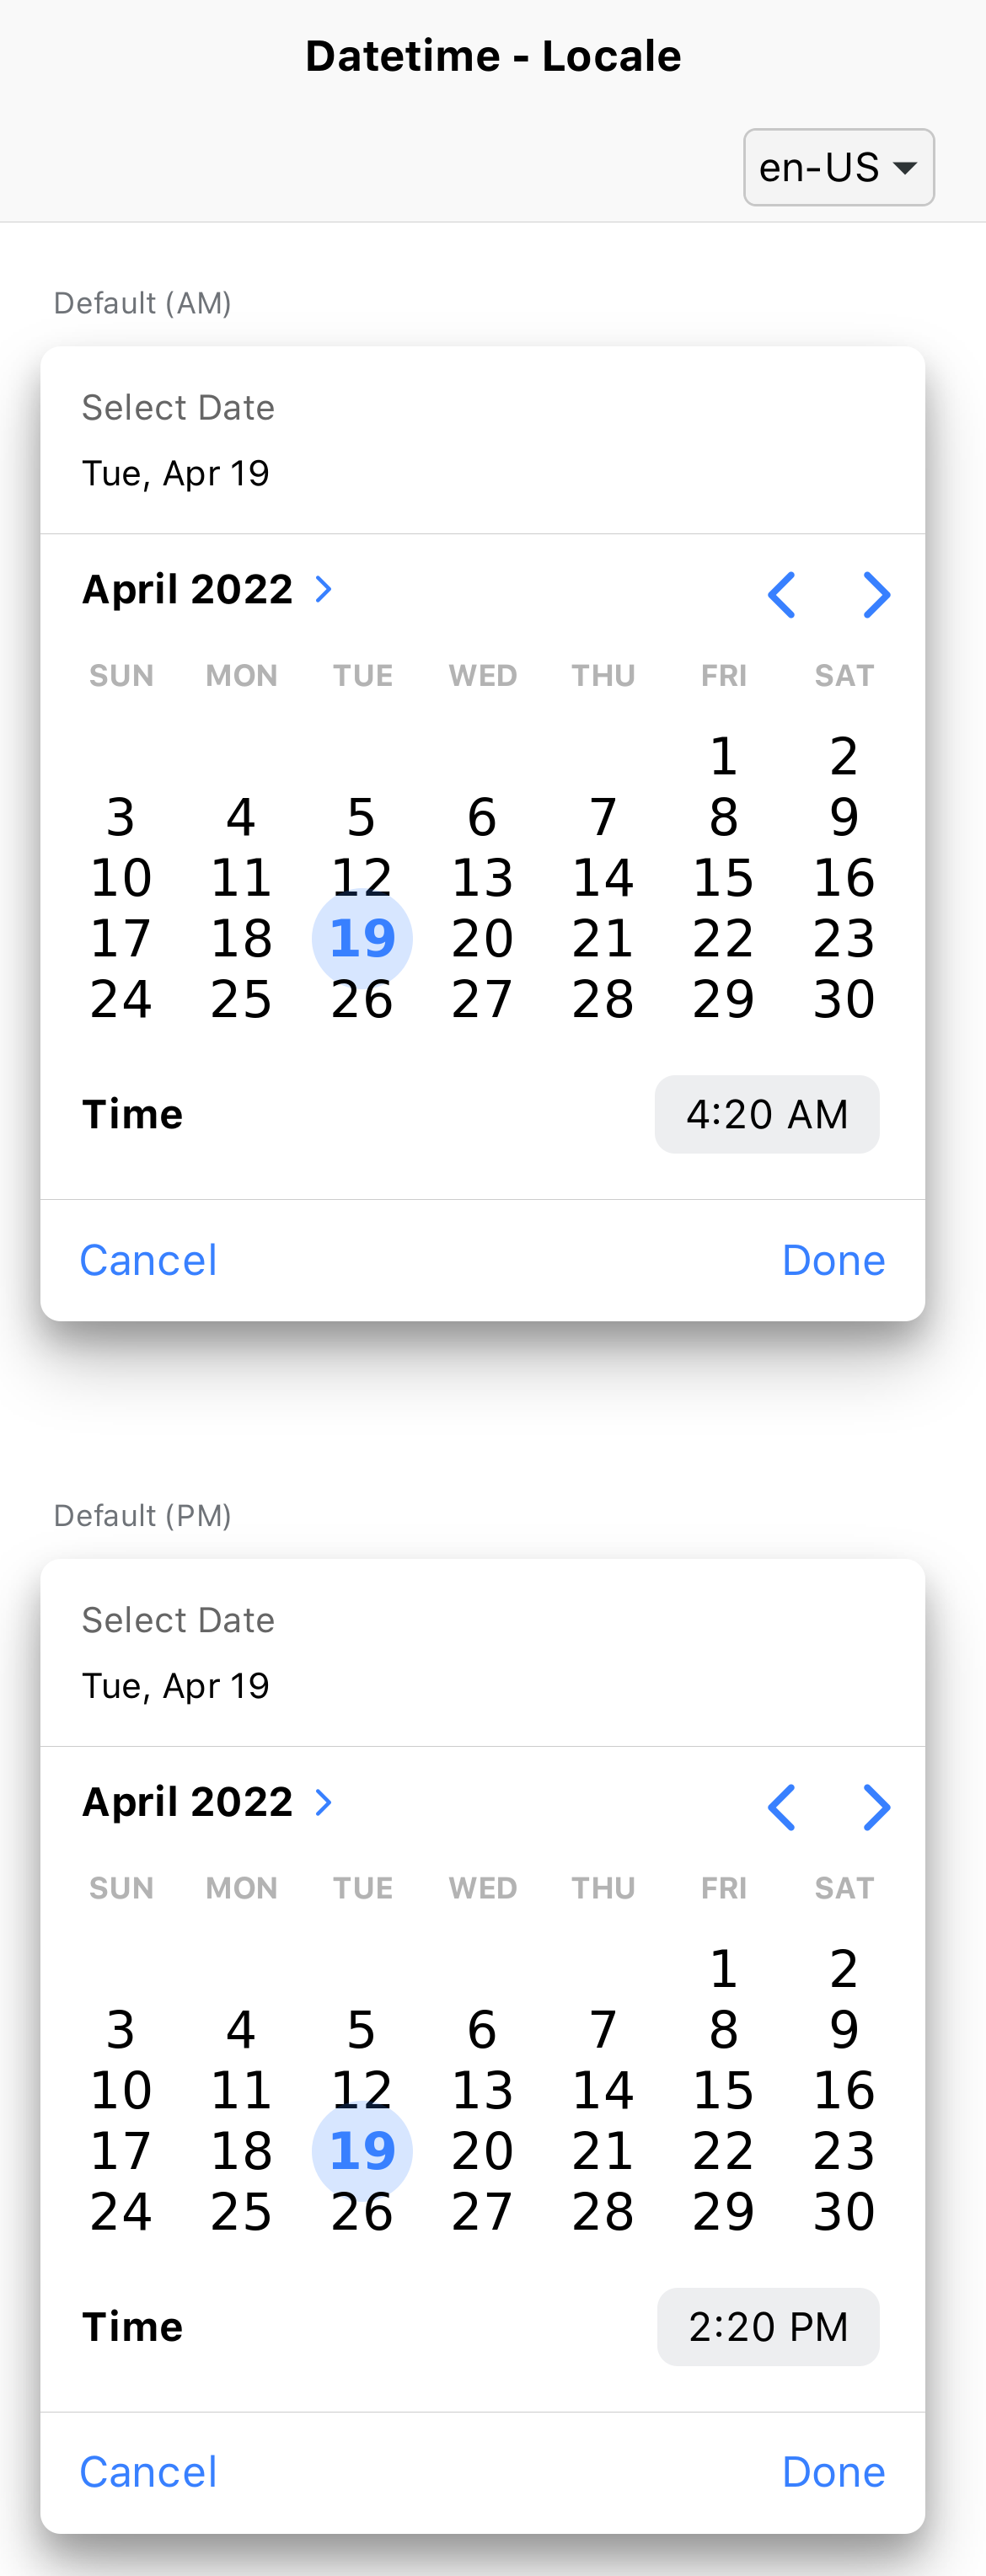 Datetime - Locale
en-US
Default (AM)
Select Date
Tue, Apr 19
April 2022
SUN MON TUE WED THU FRI SAT
1 2
3 4 5 6 7 8 9
10 11 12 13 14 15 16
17 18 19 20 21 22 23
24 25 26 27 28 29 30
Time 4:20 AM
Cancel Done
Default (PM)
Select Date
Tue, Apr 19
April 2022
SUN MON TUE WED THU FRI SAT
1 2
3 4 5 6 7 8 9
10 11 12 13 14 15 16
17 18 19 20 21 22 23
24 25 26 27 28 29 30
Time 2:20 PM
Cancel Done